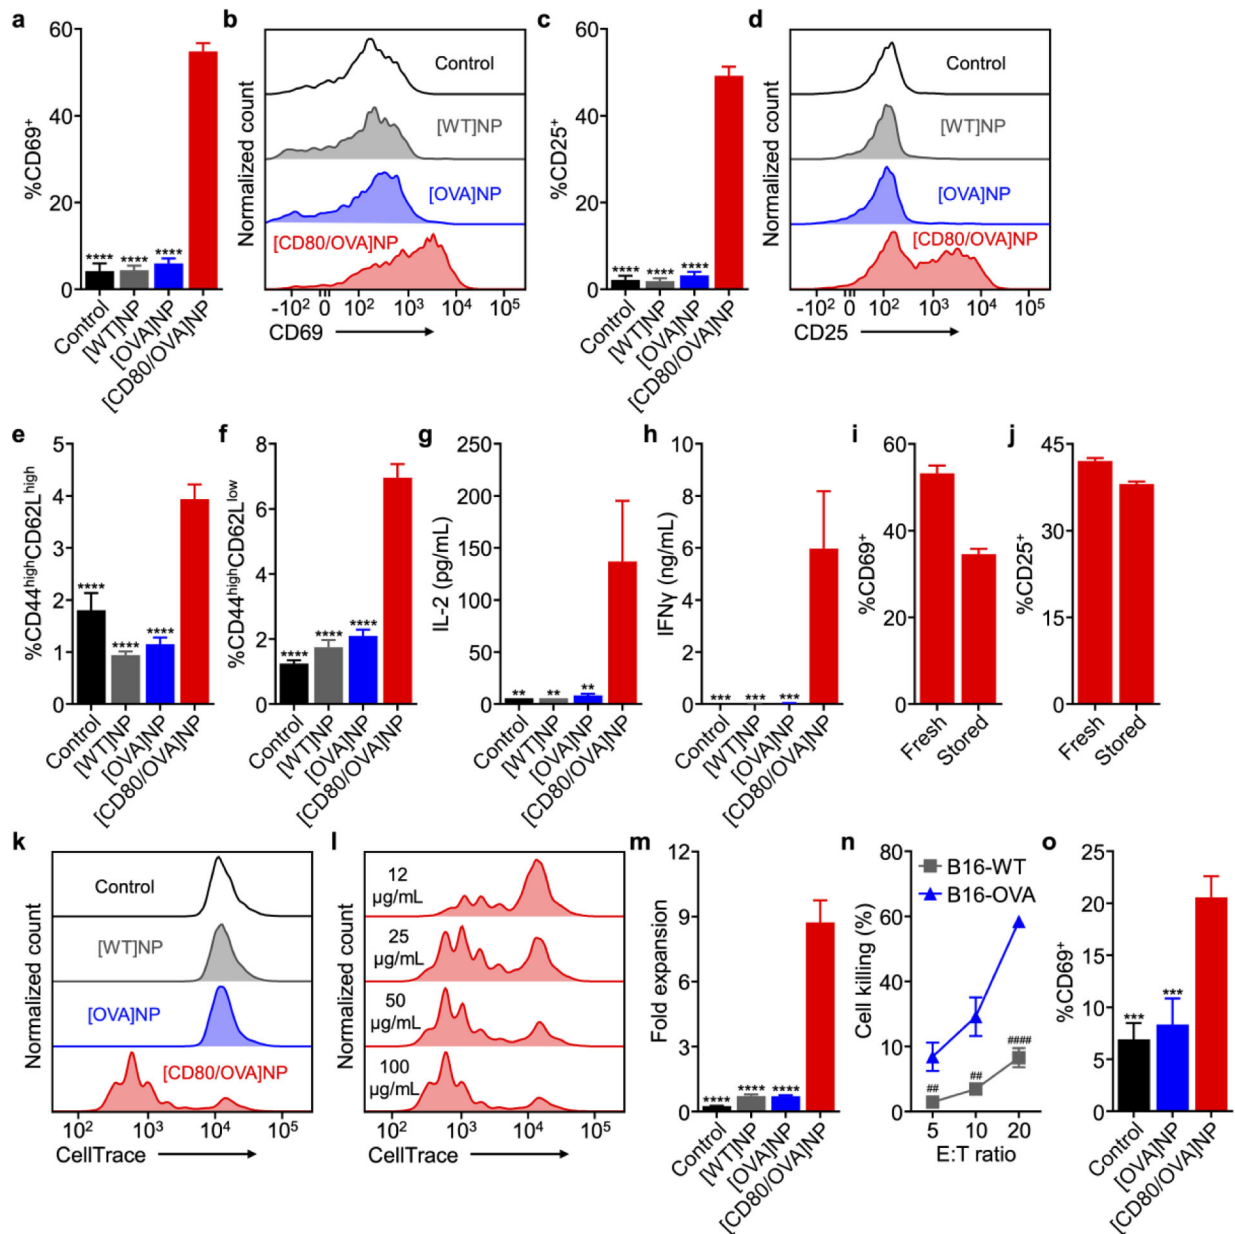 a
60
40
20
0
%CD69⁺
****
****
****
Control
[WT]NP
[OVA]NP
[CD80/OVA]NP
b
Normalized count
Control
[WT]NP
[OVA]NP
[CD80/OVA]NP
-10² 0 10² 10³ 10⁴ 10⁵
CD69
c
60
40
20
0
%CD25⁺
****
****
****
Control
[WT]NP
[OVA]NP
[CD80/OVA]NP
d
Normalized count
Control
[WT]NP
[OVA]NP
[CD80/OVA]NP
-10² 0 10² 10³ 10⁴ 10⁵
CD25
e
5
4
3
2
1
0
%CD44ʰⁱᵍʰCD62Lʰⁱᵍʰ
****
****
****
Control
[WT]NP
[OVA]NP
[CD80/OVA]NP
f
8
6
4
2
0
%CD44ʰⁱᵍʰCD62Lˡᵒʷ
****
****
****
Control
[WT]NP
[OVA]NP
[CD80/OVA]NP
g
250
200
150
100
50
0
IL-2 (pg/mL)
**
**
**
Control
[WT]NP
[OVA]NP
[CD80/OVA]NP
h
10
8
6
4
2
0
IFNγ (ng/mL)
***
***
***
Control
[WT]NP
[OVA]NP
[CD80/OVA]NP
i
60
40
20
0
%CD69⁺
Fresh
Stored
j
45
30
15
0
%CD25⁺
Fresh
Stored
k
Normalized count
Control
[WT]NP
[OVA]NP
[CD80/OVA]NP
10² 10³ 10⁴ 10⁵
CellTrace
l
Normalized count
12
µg/mL
25
µg/mL
50
µg/mL
100
µg/mL
10² 10³ 10⁴ 10⁵
CellTrace
m
12
9
6
3
0
Fold expansion
****
****
****
Control
[WT]NP
[OVA]NP
[CD80/OVA]NP
n
80
60
40
10
0
Cell killing (%)
B16-WT
B16-OVA
##
##
####
5 10 20
E:T ratio
o
25
20
15
10
5
0
%CD69⁺
***
***
Control
[OVA]NP
[CD80/OVA]NP